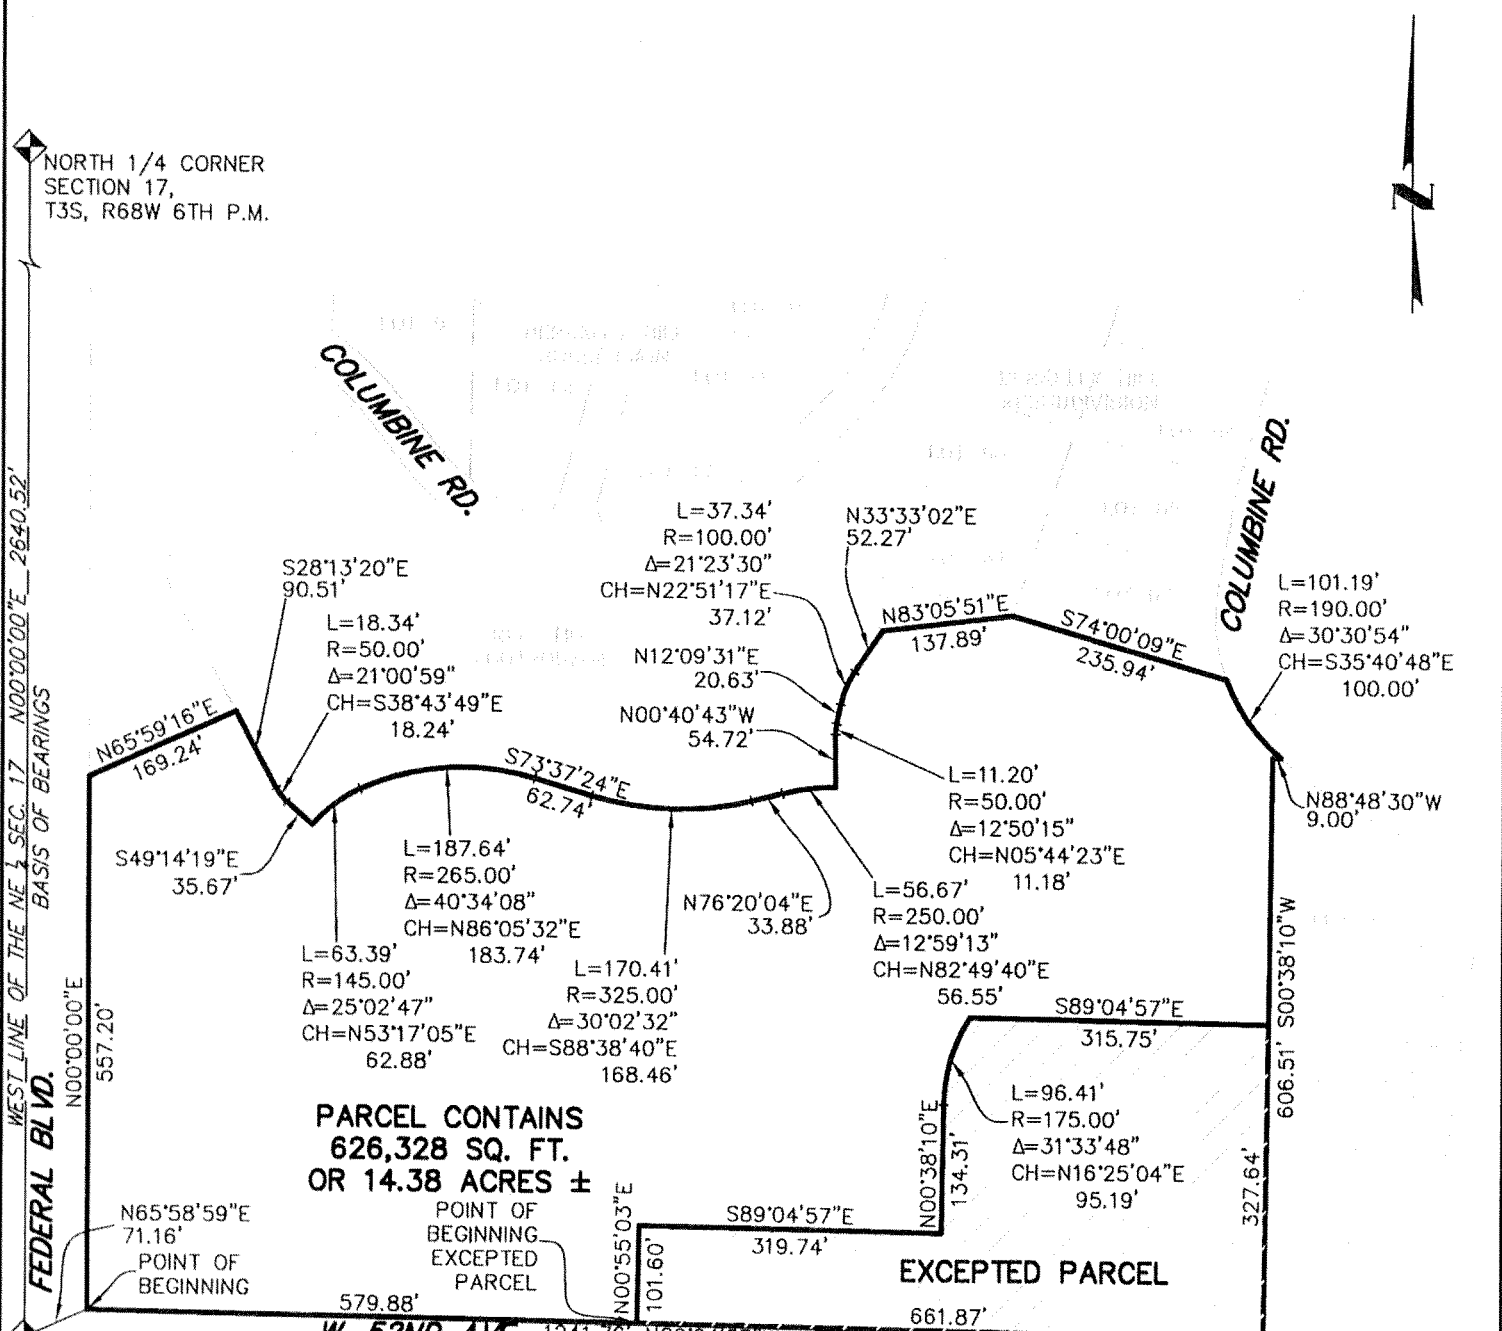 NORTH 1/4 CORNER
SECTION 17,
T3S, R68W 6TH P.M.
WEST LINE OF THE NE ¼ SEC. 17 N00°00'00"E 2640.52'
BASIS OF BEARINGS
FEDERAL BLVD.
COLUMBINE RD.
COLUMBINE RD.
N65°59'16"E
169.24'
S28°13'20"E
90.51'
L=18.34'
R=50.00'
Δ=21°00'59"
CH=S38°43'49"E
18.24'
S49°14'19"E
35.67'
L=63.39'
R=145.00'
Δ=25°02'47"
CH=N53°17'05"E
62.88'
L=187.64'
R=265.00'
Δ=40°34'08"
CH=N86°05'32"E
183.74'
S73°37'24"E
62.74'
L=170.41'
R=325.00'
Δ=30°02'32"
CH=S88°38'40"E
168.46'
N76°20'04"E
33.88'
L=56.67'
R=250.00'
Δ=12°59'13"
CH=N82°49'40"E
56.55'
N00°40'43"W
54.72'
L=11.20'
R=50.00'
Δ=12°50'15"
CH=N05°44'23"E
11.18'
N12°09'31"E
20.63'
L=37.34'
R=100.00'
Δ=21°23'30"
CH=N22°51'17"E
37.12'
N33°33'02"E
52.27'
N83°05'51"E
137.89'
S74°00'09"E
235.94'
L=101.19'
R=190.00'
Δ=30°30'54"
CH=S35°40'48"E
100.00'
N88°48'30"W
9.00'
606.51' S00°38'10"W
327.64'
S89°04'57"E
315.75'
L=96.41'
R=175.00'
Δ=31°33'48"
CH=N16°25'04"E
95.19'
N00°38'10"E
134.31'
S89°04'57"E
319.74'
N00°55'03"E
101.60'
N00°00'00"E
557.20'
PARCEL CONTAINS
626,328 SQ. FT.
OR 14.38 ACRES ±
POINT OF
BEGINNING
EXCEPTED
PARCEL
EXCEPTED PARCEL
N65°58'59"E
71.16'
POINT OF
BEGINNING
579.88'
661.87'
N